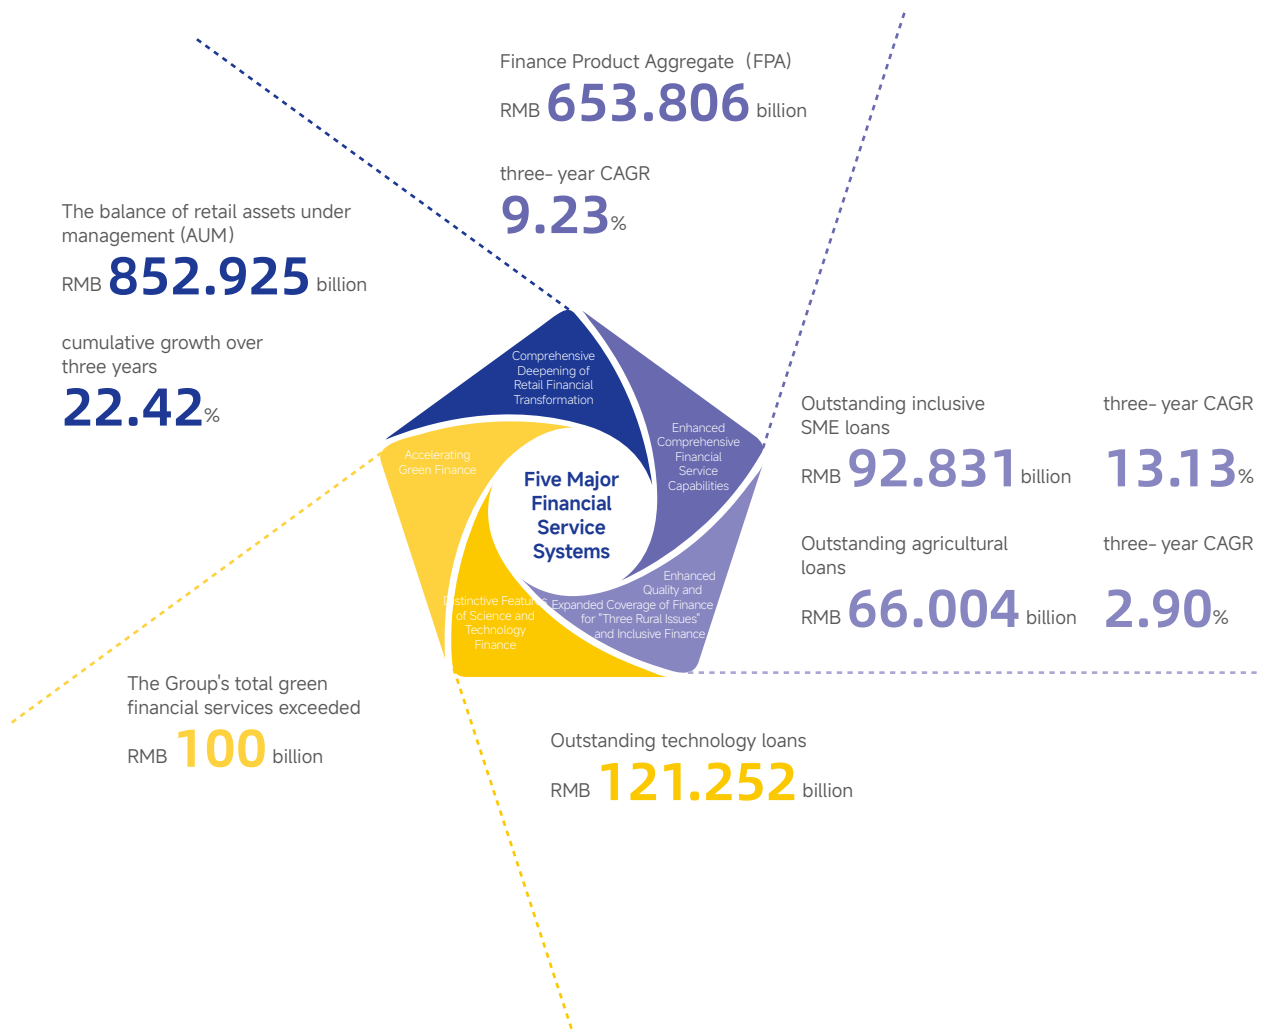 Finance Product Aggregate（FPA）
RMB 653.806 billion
three- year CAGR
9.23%
The balance of retail assets under
management (AUM)
RMB 852.925 billion
cumulative growth over
three years
22.42%
Comprehensive
Deepening of
Retail Financial
Transformation
Enhanced
Comprehensive
Financial
Service
Capabilities
Accelerating
Green Finance
Five Major
Financial
Service
Systems
Enhanced
Quality and
Expanded Coverage of Finance
for "Three Rural Issues"
and Inclusive Finance
Distinctive Features
of Science and
Technology
Finance
Outstanding inclusive
SME loans
RMB 92.831 billion
three- year CAGR
13.13%
Outstanding agricultural
loans
RMB 66.004 billion
three- year CAGR
2.90%
The Group's total green
financial services exceeded
RMB 100 billion
Outstanding technology loans
RMB 121.252 billion